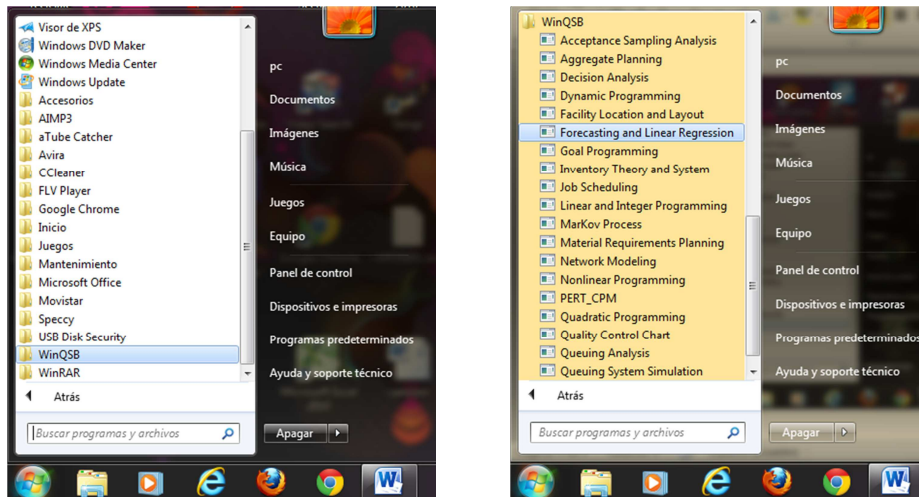 Visor de XPS
Windows DVD Maker
Windows Media Center
Windows Update
Accesorios
AIMP3
aTube Catcher
Avira
CCleaner
FLV Player
Google Chrome
Inicio
Juegos
Mantenimiento
Microsoft Office
Movistar
Speccy
USB Disk Security
WinQSB
WinRAR
Atrás
Buscar programas y archivos
pc
Documentos
Imágenes
Música
Juegos
Equipo
Panel de control
Dispositivos e impresoras
Programas predeterminados
Ayuda y soporte técnico
Apagar
WinQSB
Acceptance Sampling Analysis
Aggregate Planning
Decision Analysis
Dynamic Programming
Facility Location and Layout
Forecasting and Linear Regression
Goal Programming
Inventory Theory and System
Job Scheduling
Linear and Integer Programming
MarKov Process
Material Requirements Planning
Network Modeling
Nonlinear Programming
PERT_CPM
Quadratic Programming
Quality Control Chart
Queuing Analysis
Queuing System Simulation
Atrás
Buscar programas y archivos
pc
Documentos
Imágenes
Música
Juegos
Equipo
Panel de control
Dispositivos e impresoras
Programas predeterminados
Ayuda y soporte técnico
Apagar